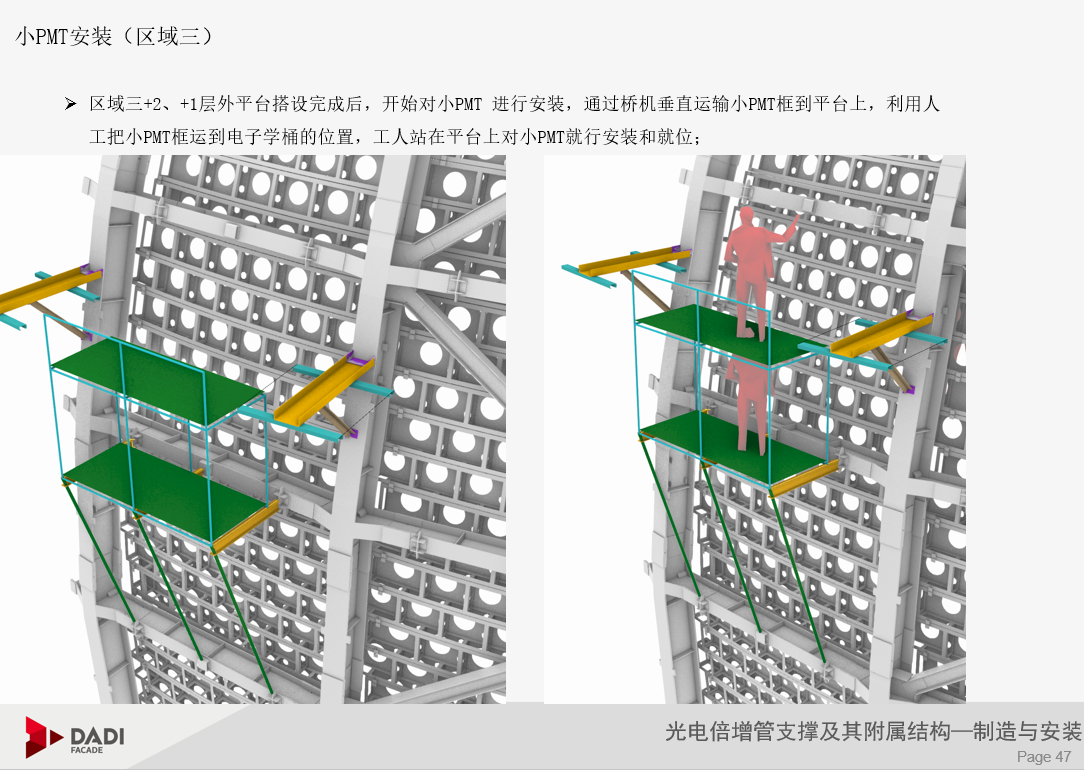 小PMT安装（区域三）
➢ 区域三+2、+1层外平台搭设完成后，开始对小PMT 进行安装，通过桥机垂直运输小PMT框到平台上，利用人
工把小PMT框运到电子学桶的位置，工人站在平台上对小PMT就行安装和就位；
DADI
FACADE
光电倍增管支撑及其附属结构—制造与安装
Page 47